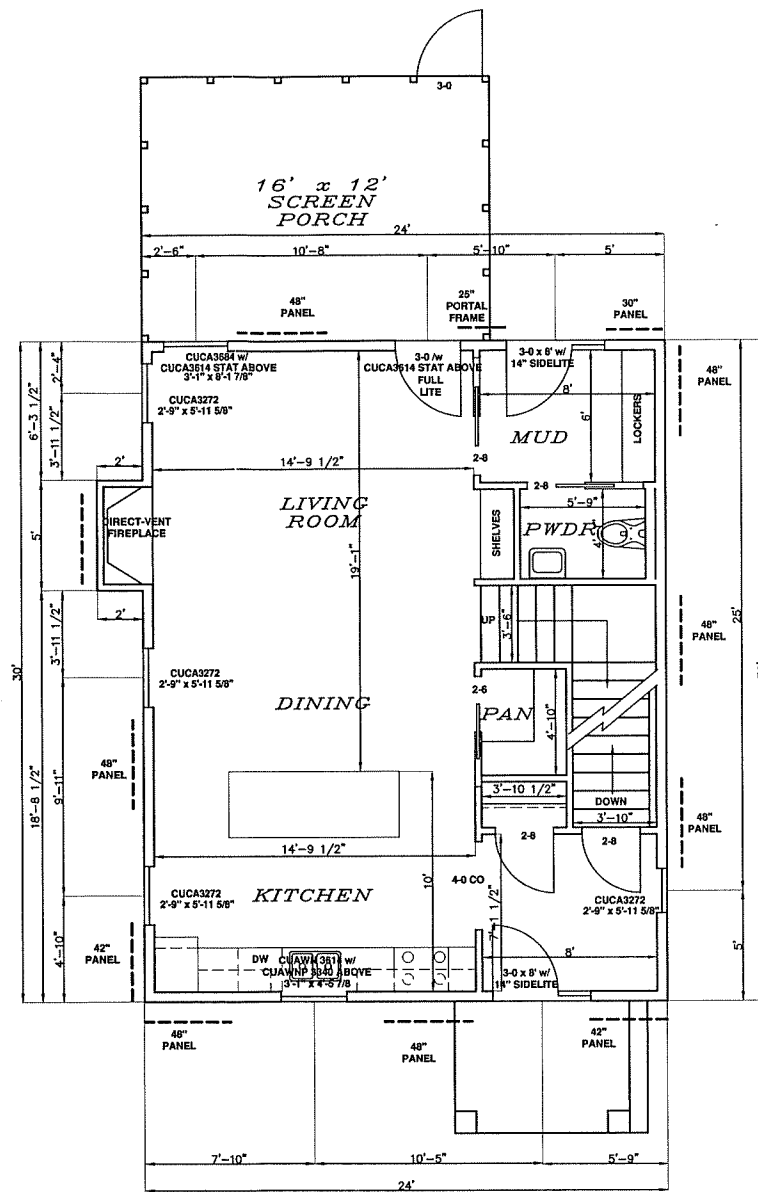 3-0
16' x 12'
SCREEN
PORCH
24'
2'-6"
10'-8"
5'-10"
5'
48"
PANEL
25"
PORTAL
FRAME
30"
PANEL
CUCA3684 w/
CUCA3614 STAT ABOVE
3'-1" x 8'-1 7/8"
3-0 /w
CUCA3614 STAT ABOVE
FULL
LITE
3-0 x 8' w/
14" SIDELITE
2'-4"
6'-3 1/2"
3'-11 1/2"
CUCA3272
2'-9" x 5'-11 5/8"
8'
6'
LOCKERS
48"
PANEL
MUD
2-8
14'-9 1/2"
2'
2-8
5'-9"
LIVING
ROOM
SHELVES
PWDR
DIRECT-VENT
FIREPLACE
5'
19'-1"
2'
3'-11 1/2"
UP
3'-6"
48"
PANEL
25'
30'
CUCA3272
2'-9" x 5'-11 5/8"
2-6
DINING
PAN
4'-10"
48"
PANEL
9'-11"
18'-8 1/2"
3'-10 1/2"
DOWN
3'-10"
48"
PANEL
14'-9 1/2"
2-8
2-8
10'
4-0 CO
CUCA3272
2'-9" x 5'-11 5/8"
KITCHEN
CUCA3272
2'-9" x 5'-11 5/8"
4'-10"
42"
PANEL
5'
DW
CUAWN 3614 w/
CUAWNP 3340 ABOVE
8'
3-0 x 8' w/
14" SIDELITE
48"
PANEL
48"
PANEL
42"
PANEL
7'-10"
10'-5"
5'-9"
24'